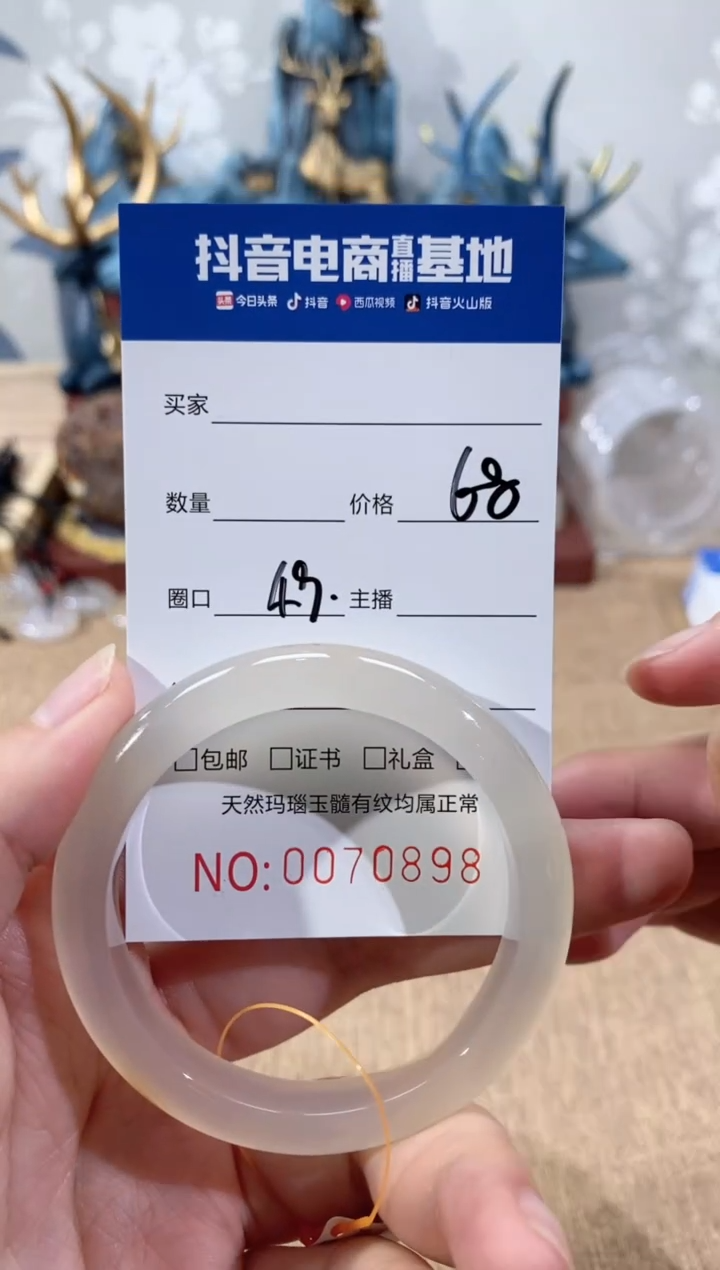 抖音电商直播基地
头条 今日头条 抖音 西瓜视频 抖音火山版
买家
数量 价格 68
圈口 主播
□包邮 □证书 □礼盒
天然玛瑙玉髓有纹均属正常
NO:0070898